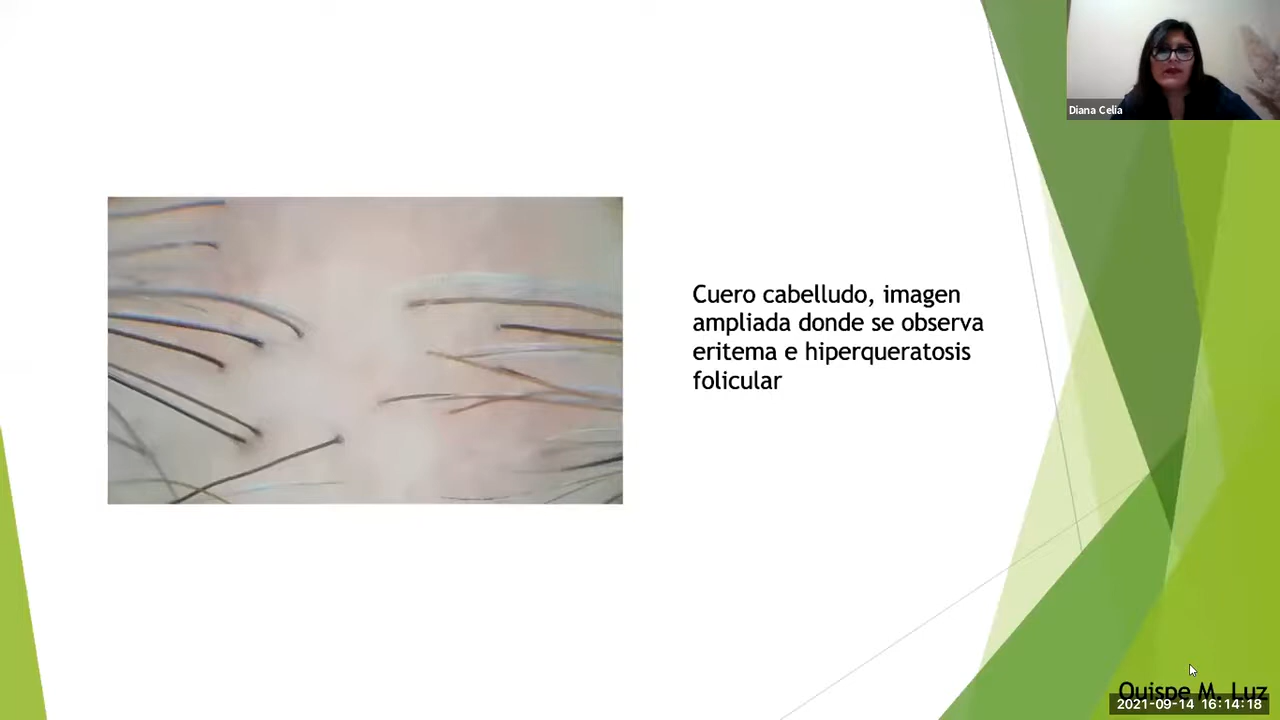 Diana Celia
Cuero cabelludo, imagen
ampliada donde se observa
eritema e hiperqueratosis
folicular
Quispe M. Luz
2021-09-14 16:14:18